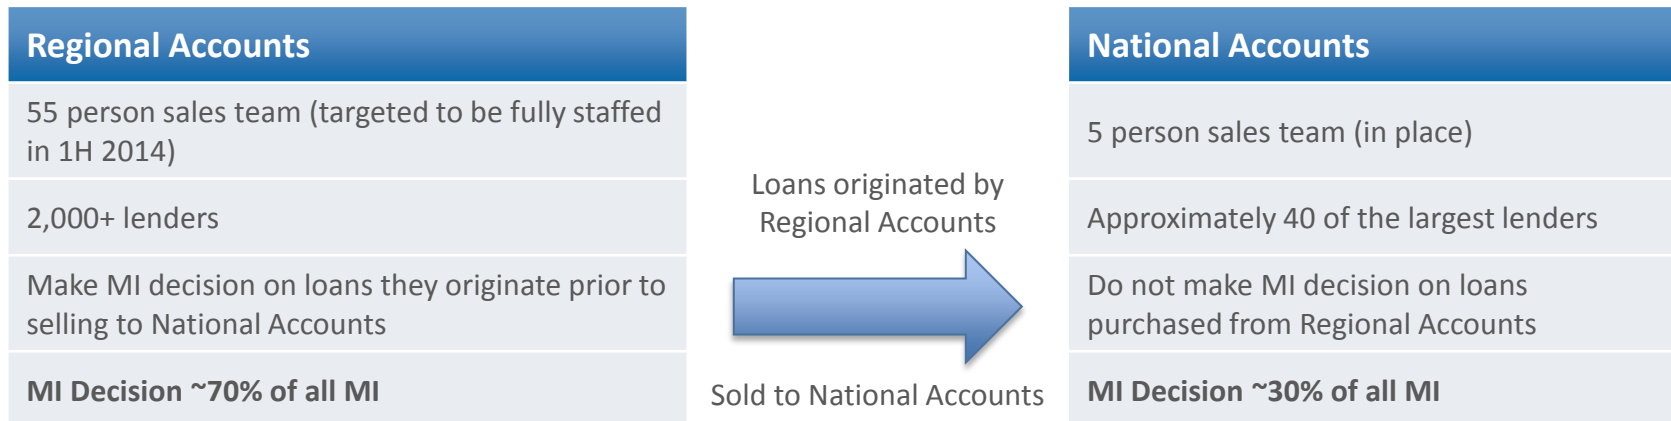 Regional Accounts
55 person sales team (targeted to be fully staffed
in 1H 2014)
2,000+ lenders
Make MI decision on loans they originate prior to
selling to National Accounts
MI Decision ~70% of all MI
Loans originated by
Regional Accounts
Sold to National Accounts
National Accounts
5 person sales team (in place)
Approximately 40 of the largest lenders
Do not make MI decision on loans
purchased from Regional Accounts
MI Decision ~30% of all MI